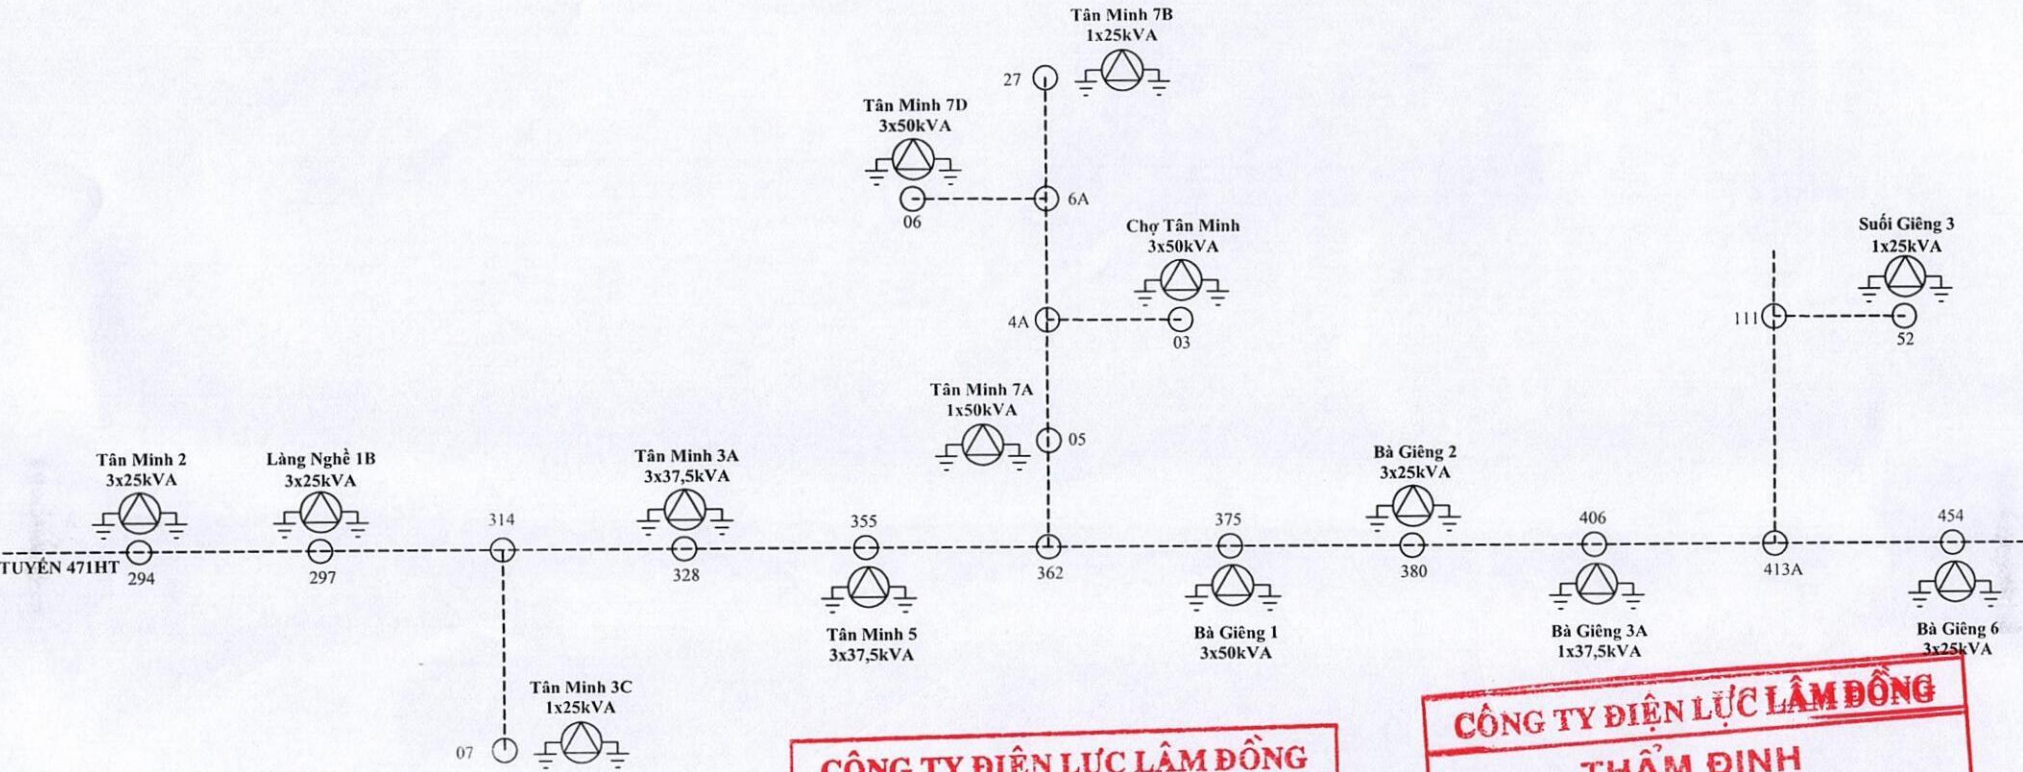 Tân Minh 7B
1x25kVA
27
Tân Minh 7D
3x50kVA
06
6A
Chợ Tân Minh
3x50kVA
4A
03
Suối Giêng 3
1x25kVA
111
52
Tân Minh 7A
1x50kVA
05
Tân Minh 2
3x25kVA
Làng Nghề 1B
3x25kVA
314
Tân Minh 3A
3x37,5kVA
355
375
Bà Giêng 2
3x25kVA
406
454
TUYẾN 471HT
294
297
328
362
380
413A
Tân Minh 5
3x37,5kVA
Bà Giêng 1
3x50kVA
Bà Giêng 3A
1x37,5kVA
Bà Giêng 6
3x25kVA
Tân Minh 3C
1x25kVA
07
CÔNG TY ĐIỆN LỰC LÂM ĐỒNG
CÔNG TY ĐIỆN LỰC LÂM ĐỒNG
THẨM ĐỊNH